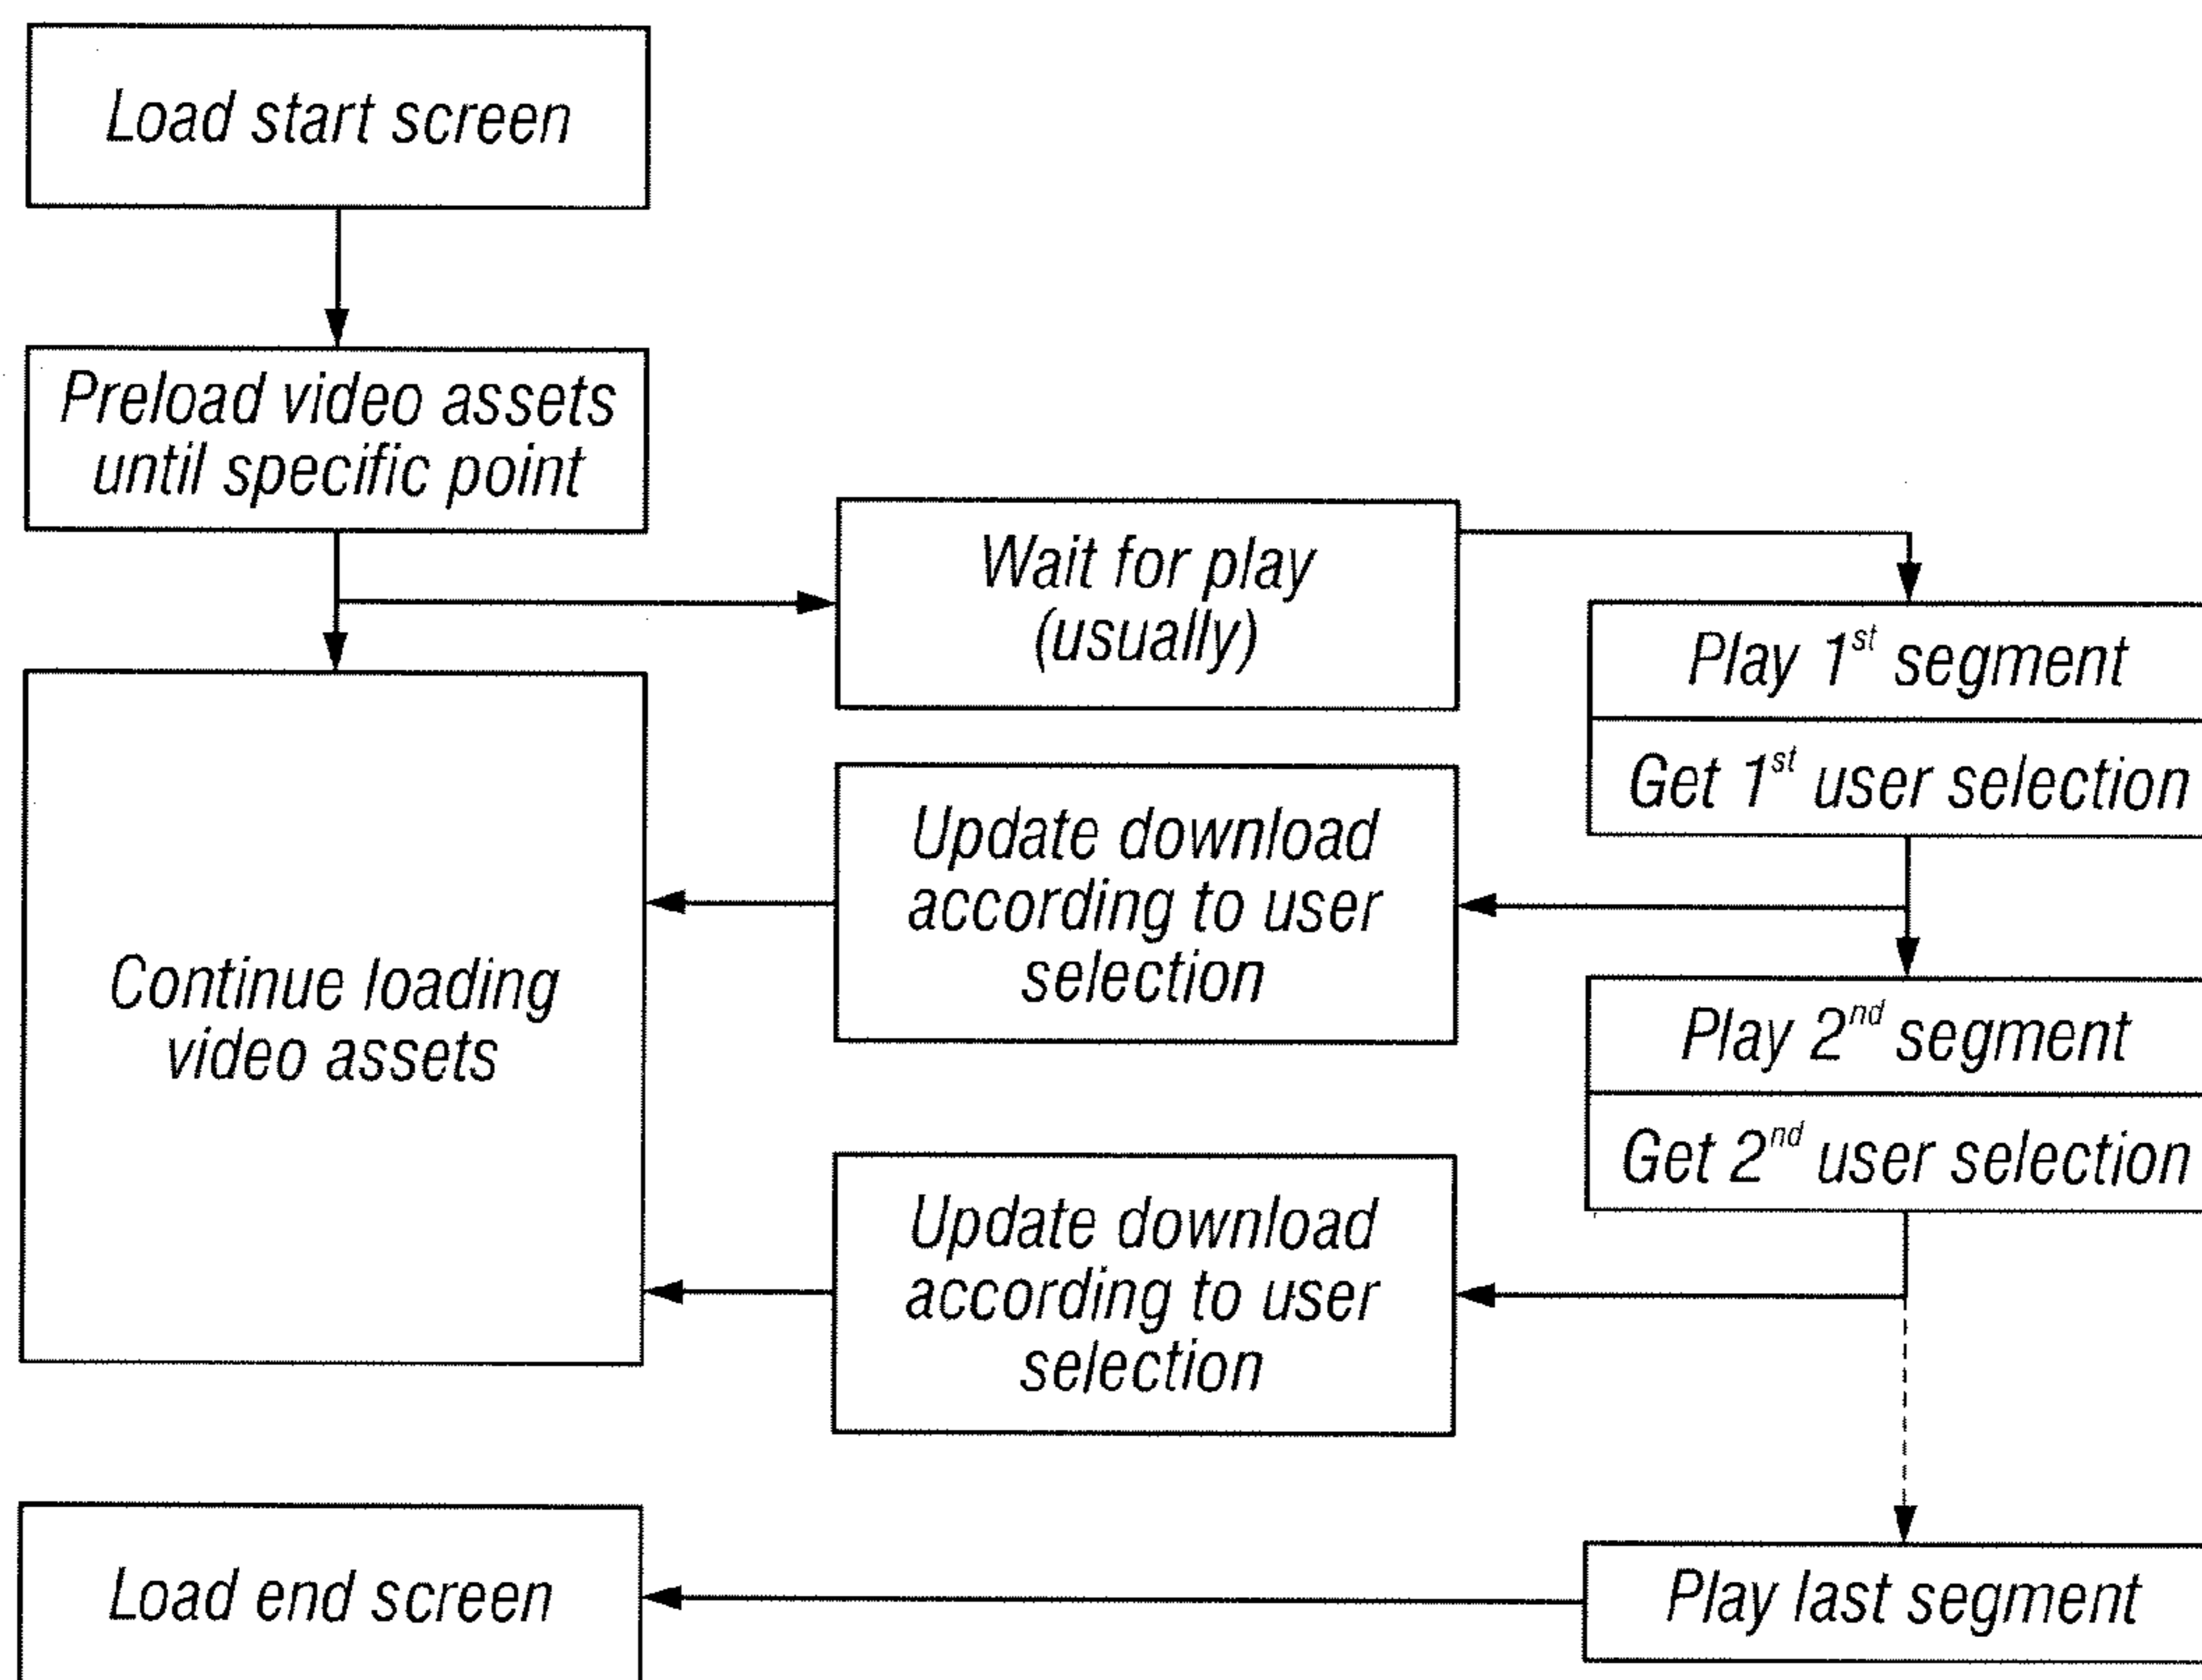 Load start screen
Preload video assets
until specific point
Wait for play
(usually)
Play 1st segment
Get 1st user selection
Update download
according to user
selection
Continue loading
video assets
Play 2nd segment
Get 2nd user selection
Update download
according to user
selection
Load end screen
Play last segment